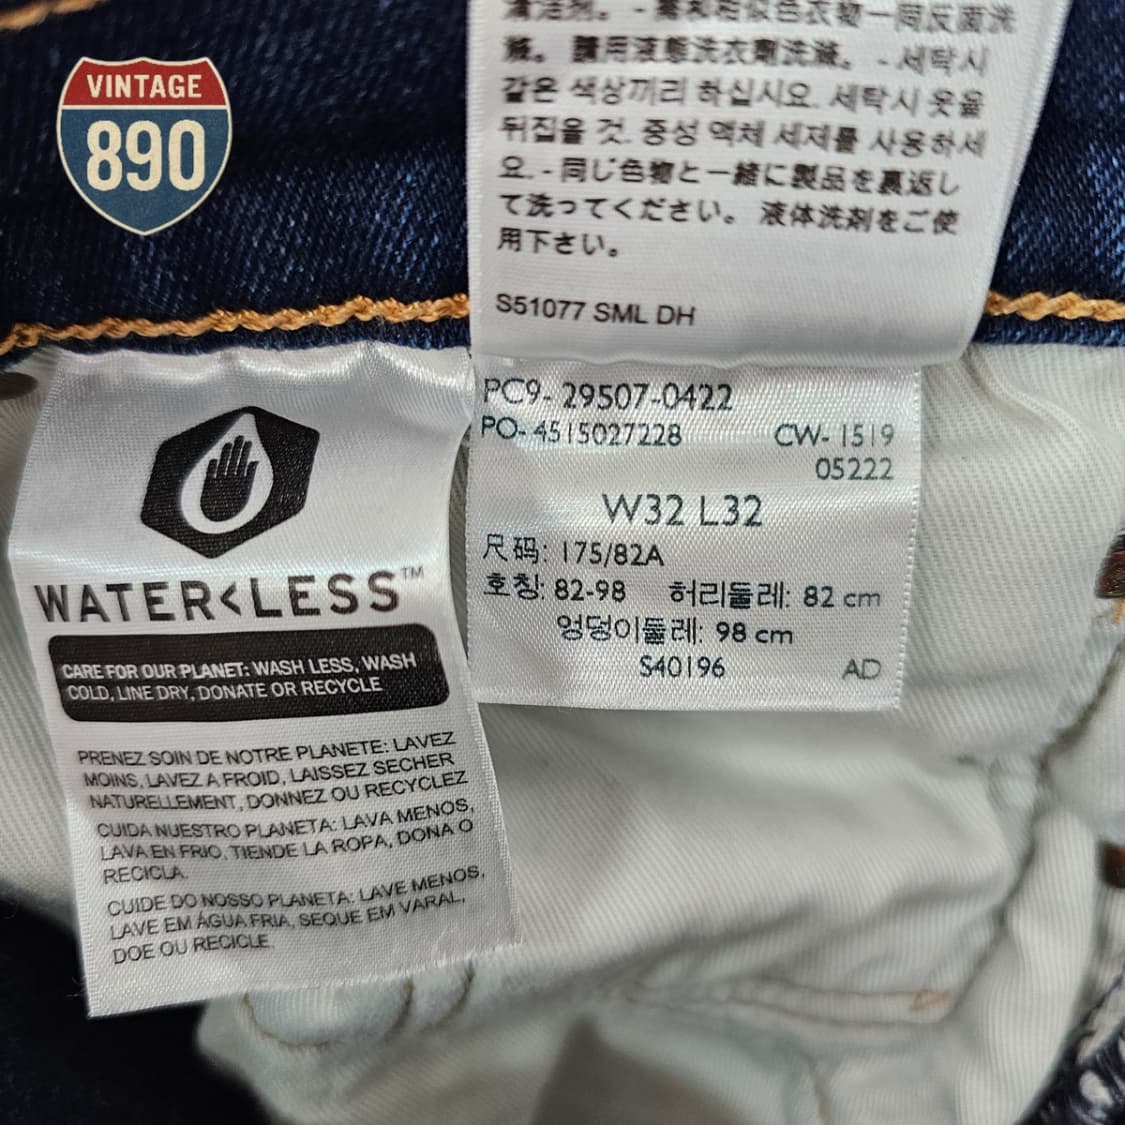 VINTAGE
890
清洁剂。 - 需和相似色衣物一同反面洗
滌。 請用液態洗衣劑洗滌。 - 세탁시
같은 색상끼리 하십시요. 세탁시 옷을
뒤집을 것. 중성 액체 세제를 사용하세
요. - 同じ色物と一緒に製品を裏返し
て洗ってください。 液体洗剤をご使
用下さい。
S51077 SML DH
PC9- 29507-0422
PO- 4515027228 CW- 1519
05222
W32 L32
尺码: 175/82A
호칭: 82-98 허리둘레: 82 cm
엉덩이둘레: 98 cm
S40196 AD
WATER<LESS™
CARE FOR OUR PLANET: WASH LESS, WASH
COLD, LINE DRY, DONATE OR RECYCLE
PRENEZ SOIN DE NOTRE PLANETE: LAVEZ
MOINS, LAVEZ A FROID, LAISSEZ SECHER
NATURELLEMENT, DONNEZ OU RECYCLEZ
CUIDA NUESTRO PLANETA: LAVA MENOS,
LAVA EN FRIO, TIENDE LA ROPA, DONA O
RECICLA.
CUIDE DO NOSSO PLANETA: LAVE MENOS,
LAVE EM ÁGUA FRIA, SEQUE EM VARAL,
DOE OU RECICLE.